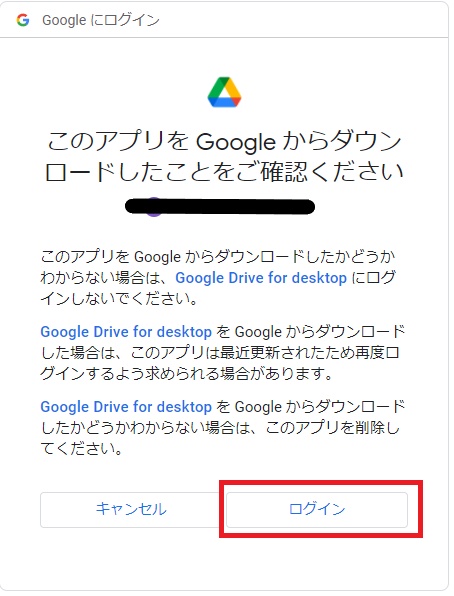 Google にログイン
このアプリを Google からダウン
ロードしたことをご確認ください
このアプリを Google からダウンロードしたかどうか
わからない場合は、Google Drive for desktop にログ
インしないでください。
Google Drive for desktop を Google からダウンロード
した場合は、このアプリは最近更新されたため再度ロ
グインするよう求められる場合があります。
Google Drive for desktop を Google からダウンロード
したかどうかわからない場合は、このアプリを削除し
てください。
キャンセル
ログイン